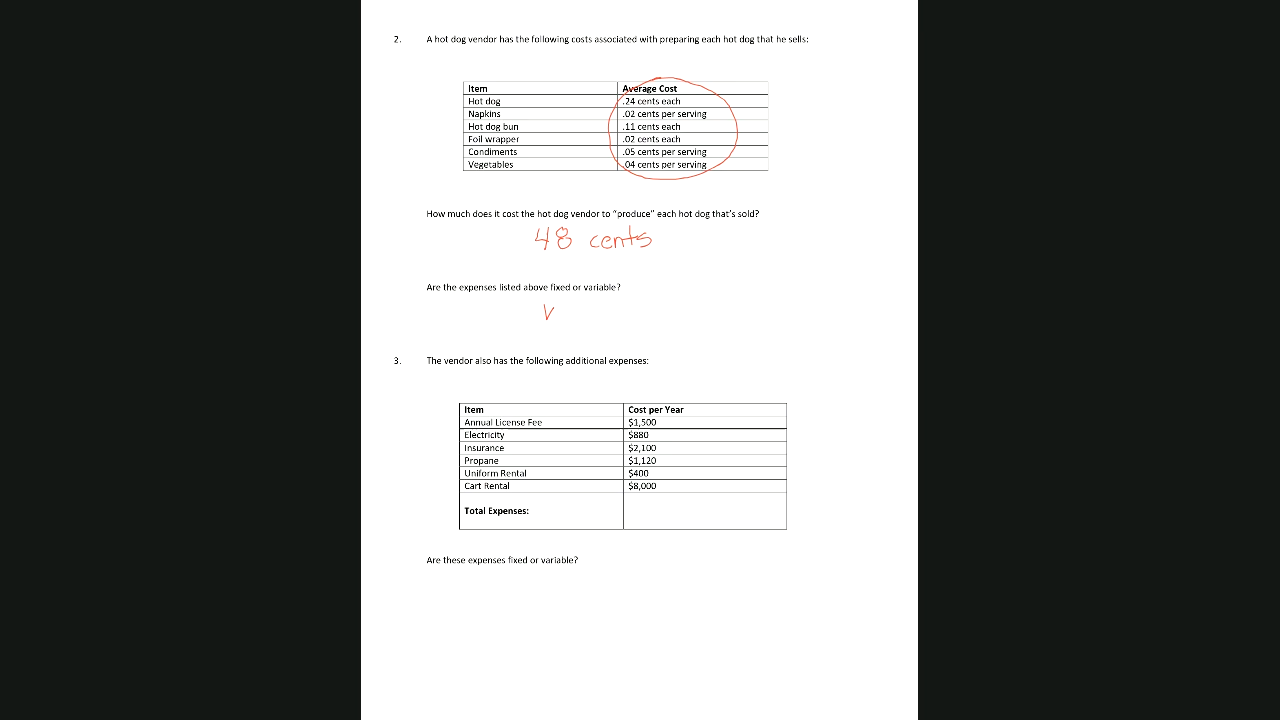 2. A hot dog vendor has the following costs associated with preparing each hot dog that he sells:
Item Average Cost
Hot dog .24 cents each
Napkins .02 cents per serving
Hot dog bun .11 cents each
Foil wrapper .02 cents each
Condiments .05 cents per serving
Vegetables .04 cents per serving
How much does it cost the hot dog vendor to “produce” each hot dog that’s sold?
48 cents
Are the expenses listed above fixed or variable?
V
3. The vendor also has the following additional expenses:
Item Cost per Year
Annual License Fee $1,500
Electricity $880
Insurance $2,100
Propane $1,120
Uniform Rental $400
Cart Rental $8,000
Total Expenses:
Are these expenses fixed or variable?